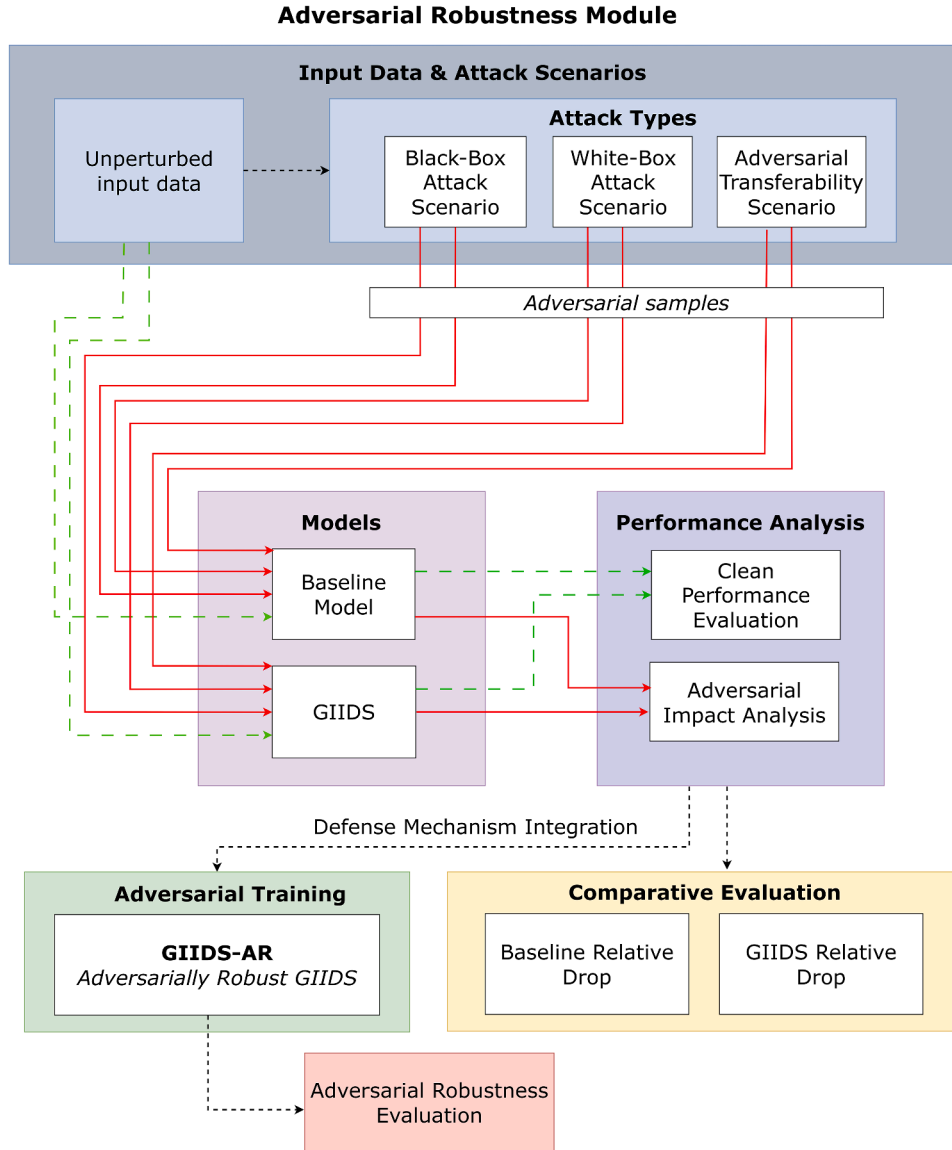 Adversarial Robustness Module
Input Data & Attack Scenarios
Unperturbed
input data
Attack Types
Black-Box
Attack
Scenario
White-Box
Attack
Scenario
Adversarial
Transferability
Scenario
Adversarial samples
Models
Baseline
Model
GIIDS
Performance Analysis
Clean
Performance
Evaluation
Adversarial
Impact Analysis
Defense Mechanism Integration
Adversarial Training
GIIDS-AR
Adversarially Robust GIIDS
Comparative Evaluation
Baseline Relative
Drop
GIIDS Relative
Drop
Adversarial Robustness
Evaluation